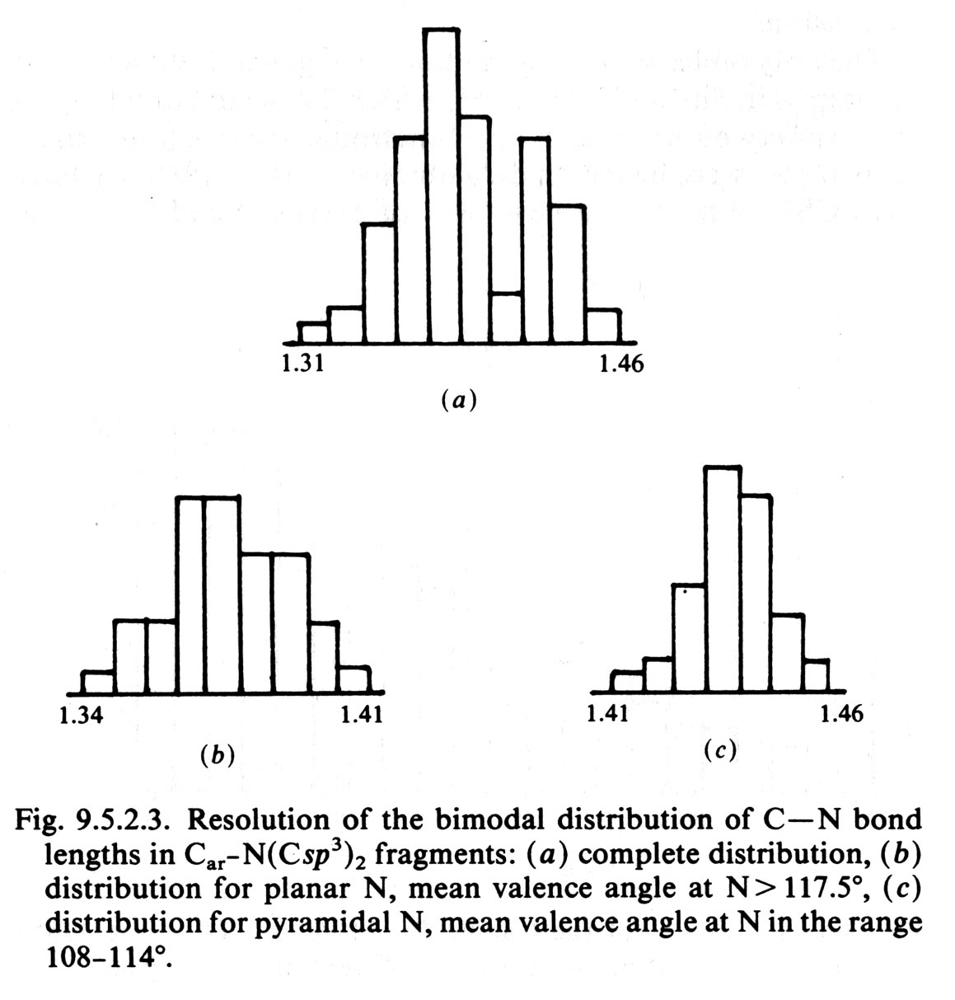 1.31 1.46
(a)
1.34 1.41 1.41 1.46
(b) (c)
Fig. 9.5.2.3. Resolution of the bimodal distribution of C—N bond
lengths in Car–N(Csp³)₂ fragments: (a) complete distribution, (b)
distribution for planar N, mean valence angle at N > 117.5°, (c)
distribution for pyramidal N, mean valence angle at N in the range
108–114°.